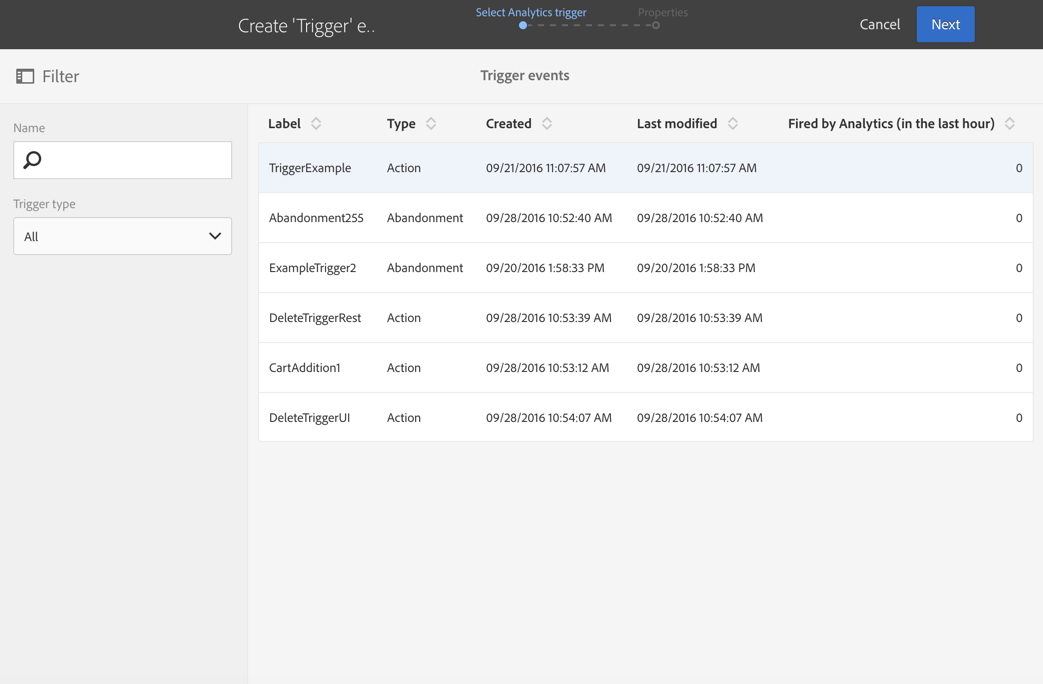 Create 'Trigger' e..
Select Analytics trigger
Properties
Cancel
Next
Filter
Trigger events
Name
Trigger type
All
Label Type Created Last modified Fired by Analytics (in the last hour)
TriggerExample Action 09/21/2016 11:07:57 AM 09/21/2016 11:07:57 AM 0
Abandonment255 Abandonment 09/28/2016 10:52:40 AM 09/28/2016 10:52:40 AM 0
ExampleTrigger2 Abandonment 09/20/2016 1:58:33 PM 09/20/2016 1:58:33 PM 0
DeleteTriggerRest Action 09/28/2016 10:53:39 AM 09/28/2016 10:53:39 AM 0
CartAddition1 Action 09/28/2016 10:53:12 AM 09/28/2016 10:53:12 AM 0
DeleteTriggerUI Action 09/28/2016 10:54:07 AM 09/28/2016 10:54:07 AM 0